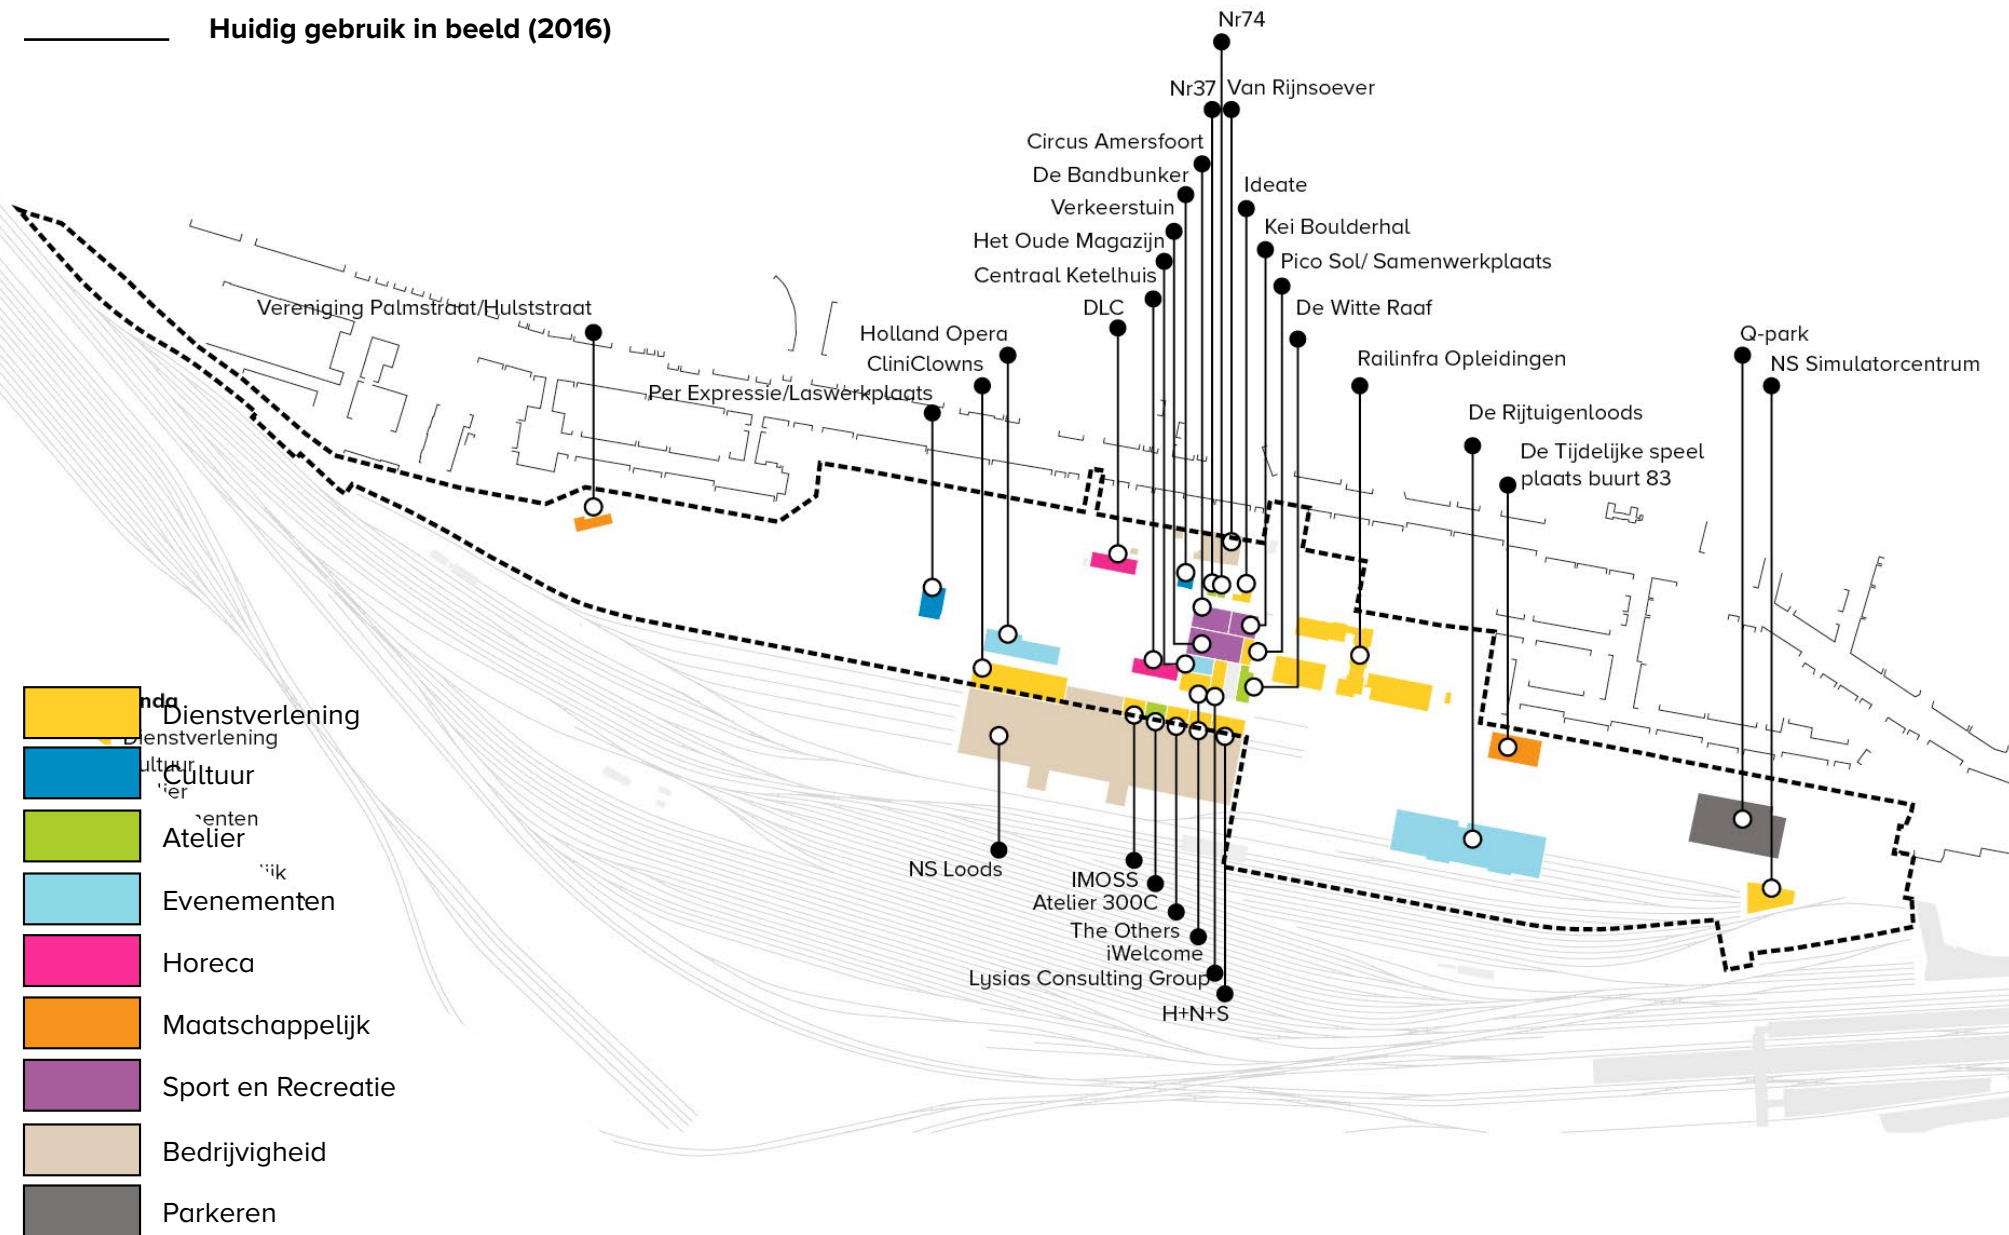 Huidig gebruik in beeld (2016)
Nr74
Nr37
Van Rijnsoever
Circus Amersfoort
De Bandbunker
Ideate
Verkeerstuin
Kei Boulderhal
Het Oude Magazijn
Pico Sol/ Samenwerkplaats
Centraal Ketelhuis
DLC
De Witte Raaf
Vereniging Palmstraat/Hulststraat
Holland Opera
Q-park
CliniClowns
Railinfra Opleidingen
NS Simulatorcentrum
Per Expressie/Laswerkplaats
De Rijtuigenloods
De Tijdelijke speel
plaats buurt 83
NS Loods
IMOSS
Atelier 300C
The Others
iWelcome
Lysias Consulting Group
H+N+S
Dienstverlening
Dienstverlening
Cultuur
Atelier
Evenementen
Horeca
Maatschappelijk
Sport en Recreatie
Bedrijvigheid
Parkeren